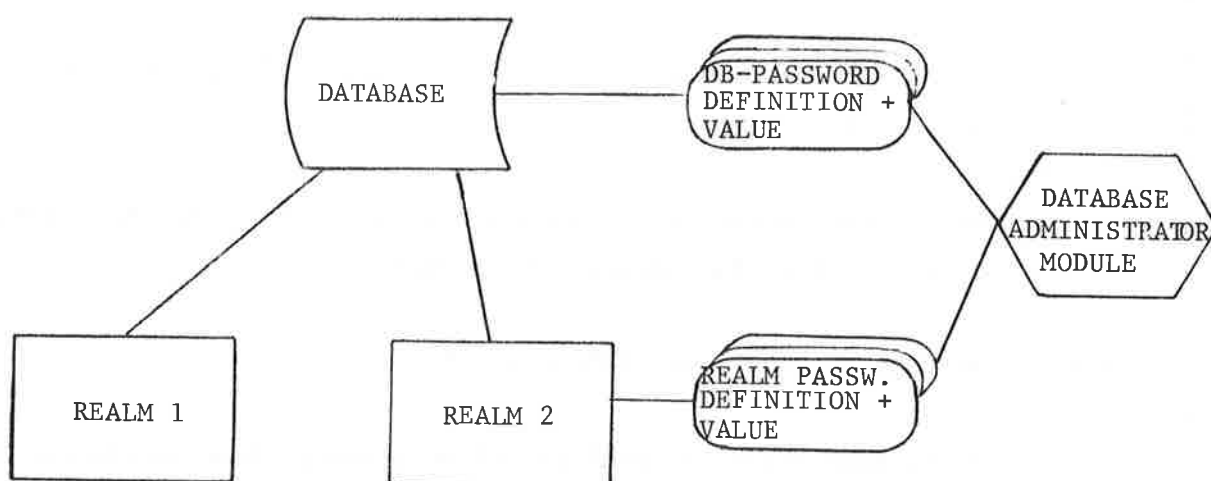 DATABASE
DB-PASSWORD
DEFINITION +
VALUE
DATABASE
ADMINISTRATOR
MODULE
REALM 1
REALM 2
REALM PASSW.
DEFINITION +
VALUE